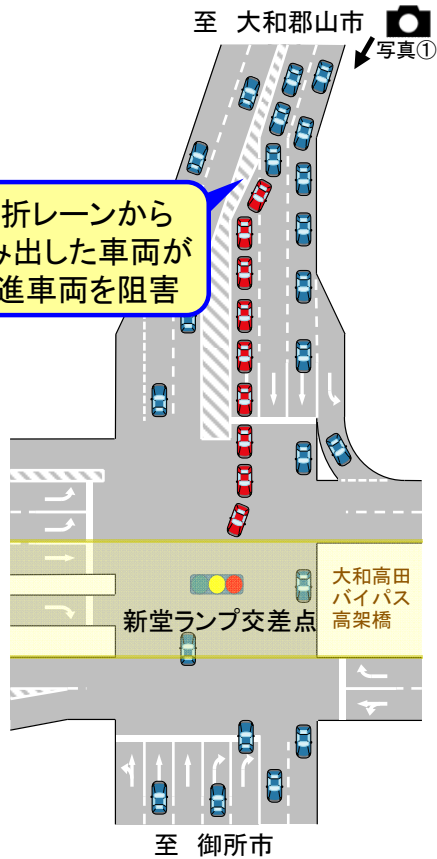 至 大和郡山市
写真①
折レーンから
み出した車両が
進車両を阻害
大和高田
バイパス
高架橋
新堂ランプ交差点
至 御所市